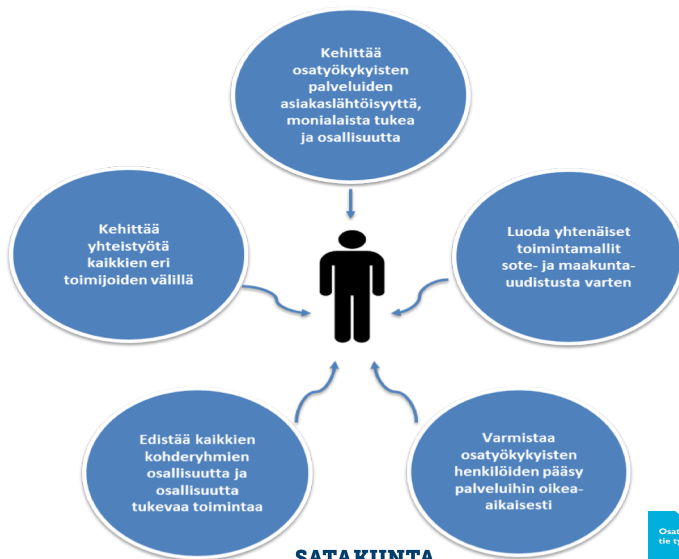 Kehittää
osatyökykyisten
palveluiden
asiakaslähtöisyyttä,
monialaista tukea
ja osallisuutta
Kehittää
yhteistyötä
kaikkien eri
toimijoiden välillä
Luoda yhtenäiset
toimintamallit
sote- ja maakunta-
uudistusta varten
Edistää kaikkien
kohderyhmien
osallisuutta ja
osallisuutta
tukevaa toimintaa
Varmistaa
osatyökykyisten
henkilöiden pääsy
palveluihin oikea-
aikaisesti
SATAKUNTA